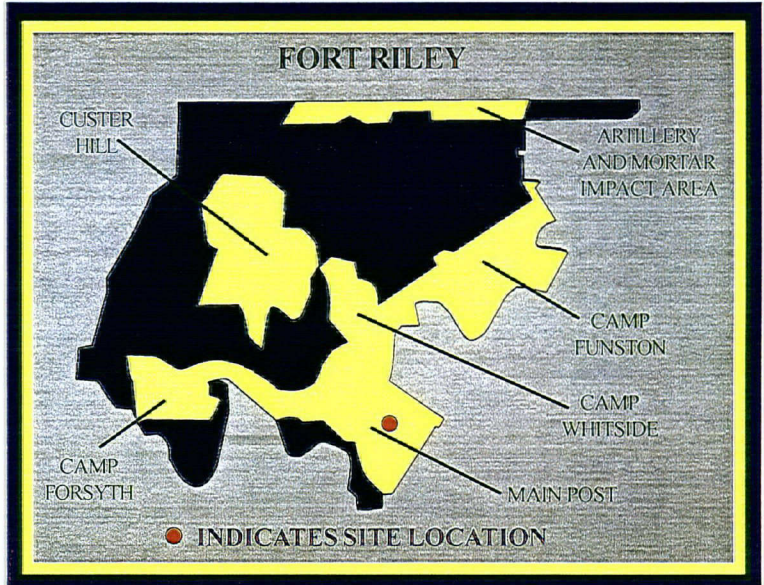 FORT RILEY
CUSTER
HILL
ARTILLERY
AND MORTAR
IMPACT AREA
CAMP
FUNSTON
CAMP
WHITSIDE
CAMP
FORSYTH
MAIN POST
INDICATES SITE LOCATION